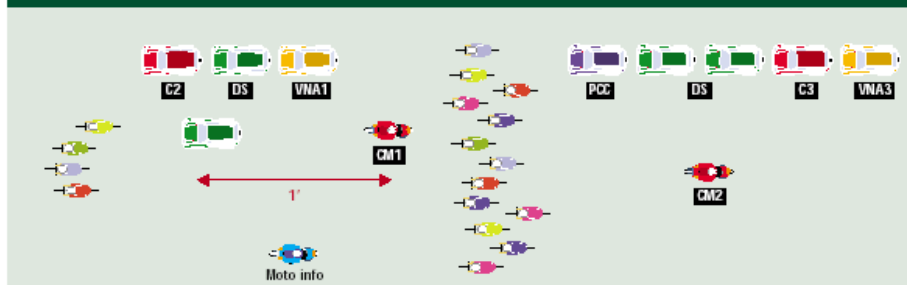 C2 DS VNA1 PCC DS C3 VNA3
CM1
1'
CM2
Moto info